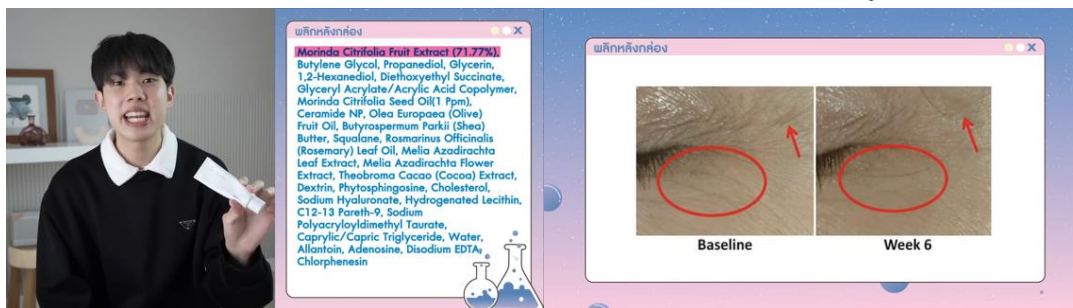 พลิกหลังกล่อง
Morinda Citrifolia Fruit Extract (71.77%),
Butylene Glycol, Propanediol, Glycerin,
1,2-Hexanediol, Diethoxyethyl Succinate,
Glyceryl Acrylate/Acrylic Acid Copolymer,
Morinda Citrifolia Seed Oil(1 Ppm),
Ceramide NP, Olea Europaea (Olive)
Fruit Oil, Butyrospermum Parkii (Shea)
Butter, Squalane, Rosmarinus Officinalis
(Rosemary) Leaf Oil, Melia Azadirachta
Leaf Extract, Melia Azadirachta Flower
Extract, Theobroma Cacao (Cocoa) Extract,
Dextrin, Phytosphingosine, Cholesterol,
Sodium Hyaluronate, Hydrogenated Lecithin,
C12-13 Pareth-9, Sodium
Polyacryloyldimethyl Taurate,
Caprylic/Capric Triglyceride, Water,
Allantoin, Adenosine, Disodium EDTA,
Chlorphenesin
พลิกหลังกล่อง
Baseline
Week 6